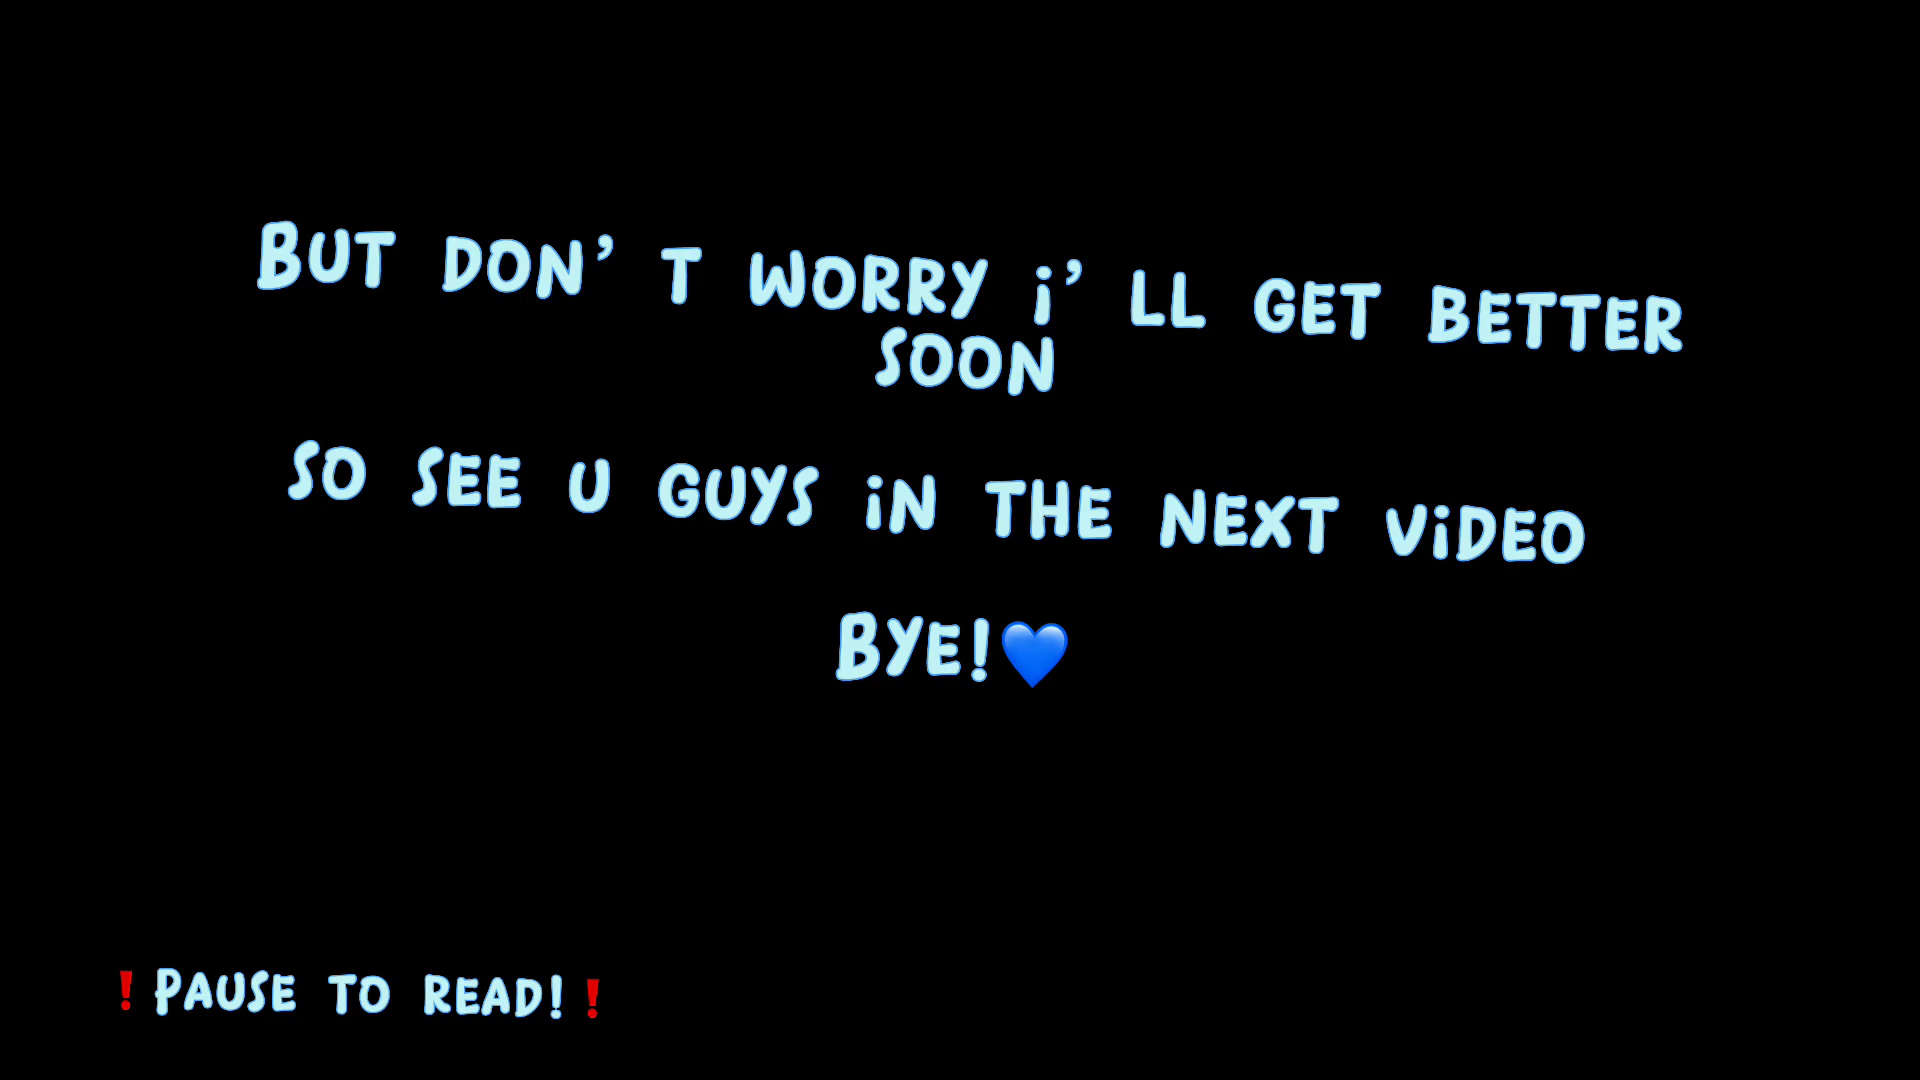 But don’ t worry i’ ll get better
soon
So see u guys in the next video
Bye!💙
❗Pause to read!❗